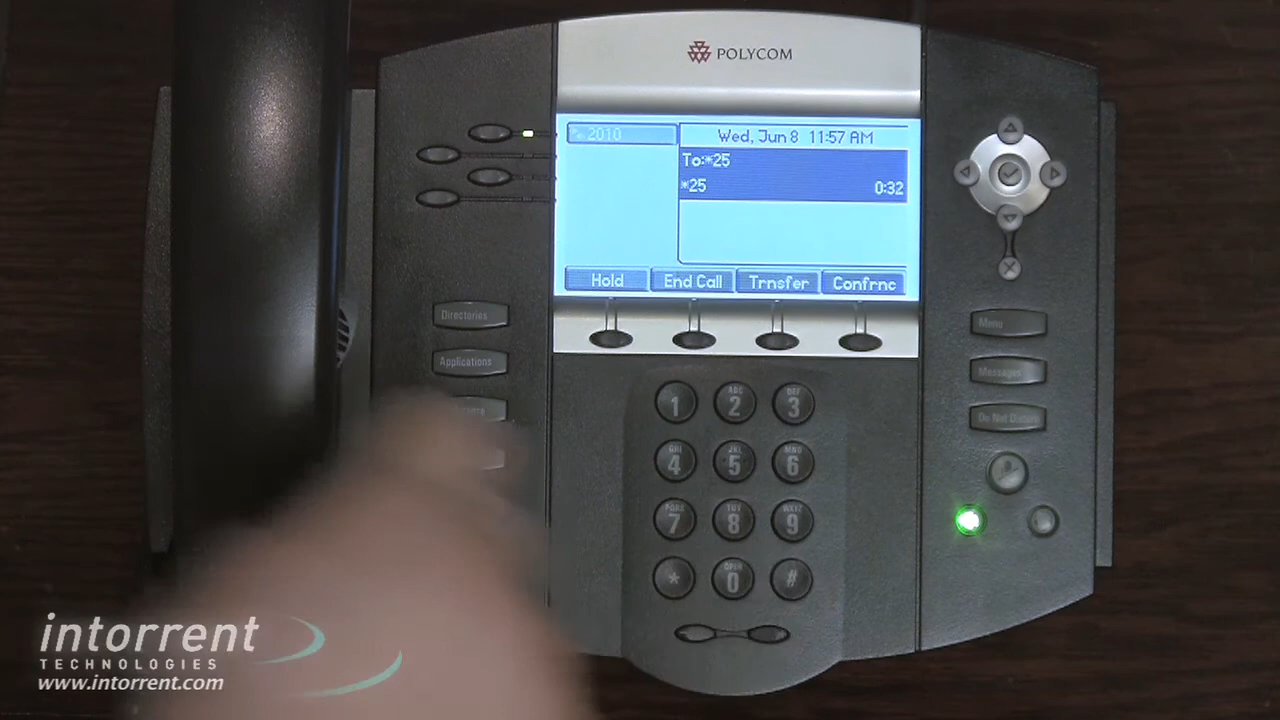 POLYCOM
2010
Wed, Jun 8 11:57 AM
To:*25
*25 0:32
Hold End Call Trnsfer Confrnc
Directories
Applications
Menu
Messages
Do Not Disturb
1
ABC
2
DEF
3
GHI
4
JKL
5
MNO
6
PQRS
7
TUV
8
WXYZ
9
*
OPER
0
#
intorrent
TECHNOLOGIES
www.intorrent.com